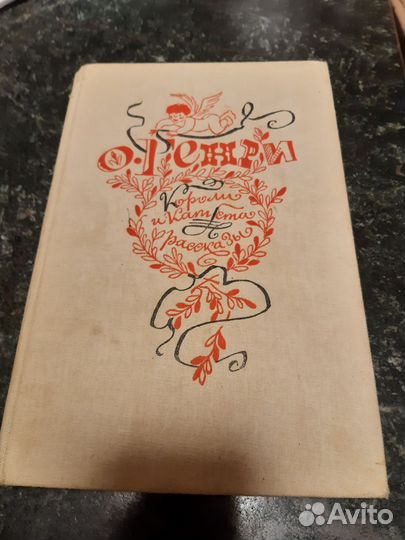 О. Генри
Короли
и капуста
рассказы
Avito